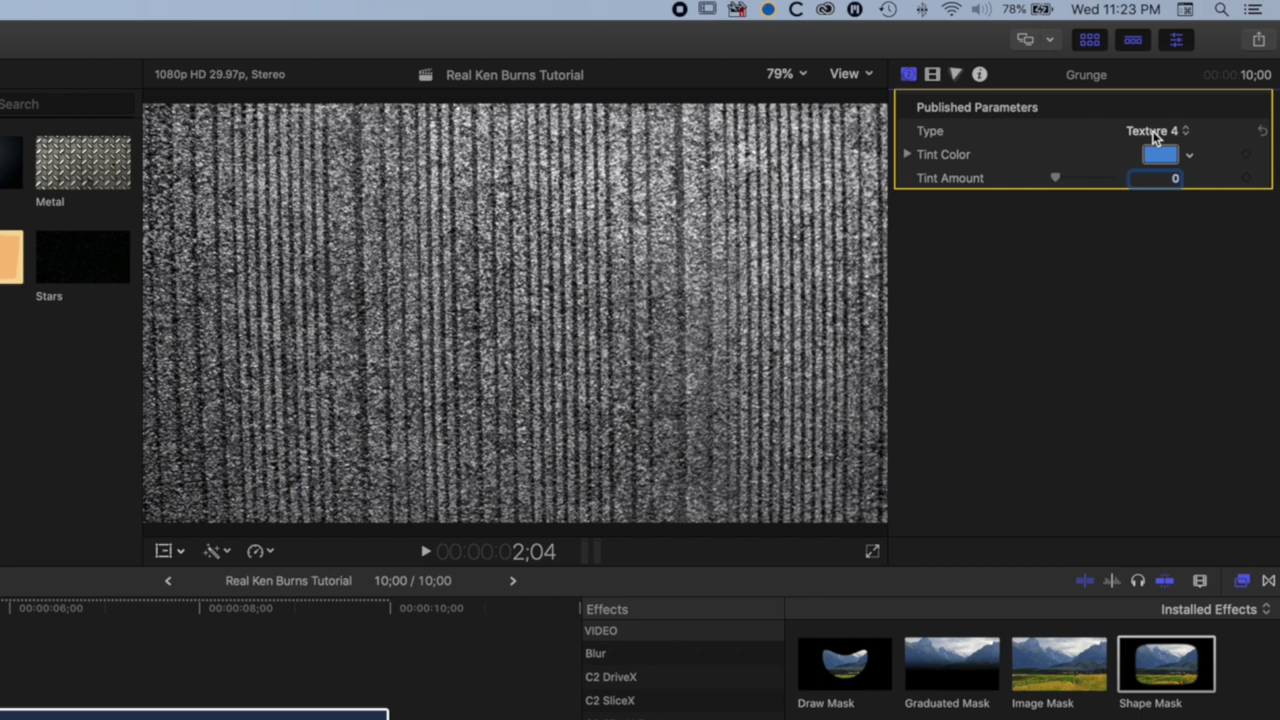 78%
Wed 11:23 PM
1080p HD 29.97p, Stereo
Real Ken Burns Tutorial
79%
View
Grunge
00:00:10;00
Search
Published Parameters
Type
Texture 4
Tint Color
Tint Amount
0
Metal
Stars
00:00:00:02;04
Real Ken Burns Tutorial
10;00 / 10;00
00:00:06;00
00:00:08;00
00:00:10;00
Effects
Installed Effects
VIDEO
Blur
C2 DriveX
C2 SliceX
Draw Mask
Graduated Mask
Image Mask
Shape Mask